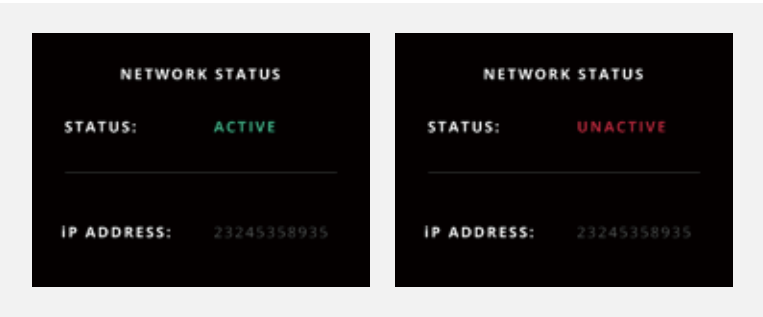 NETWORK STATUS
STATUS: ACTIVE
iP ADDRESS: 23245358935
NETWORK STATUS
STATUS: UNACTIVE
iP ADDRESS: 23245358935